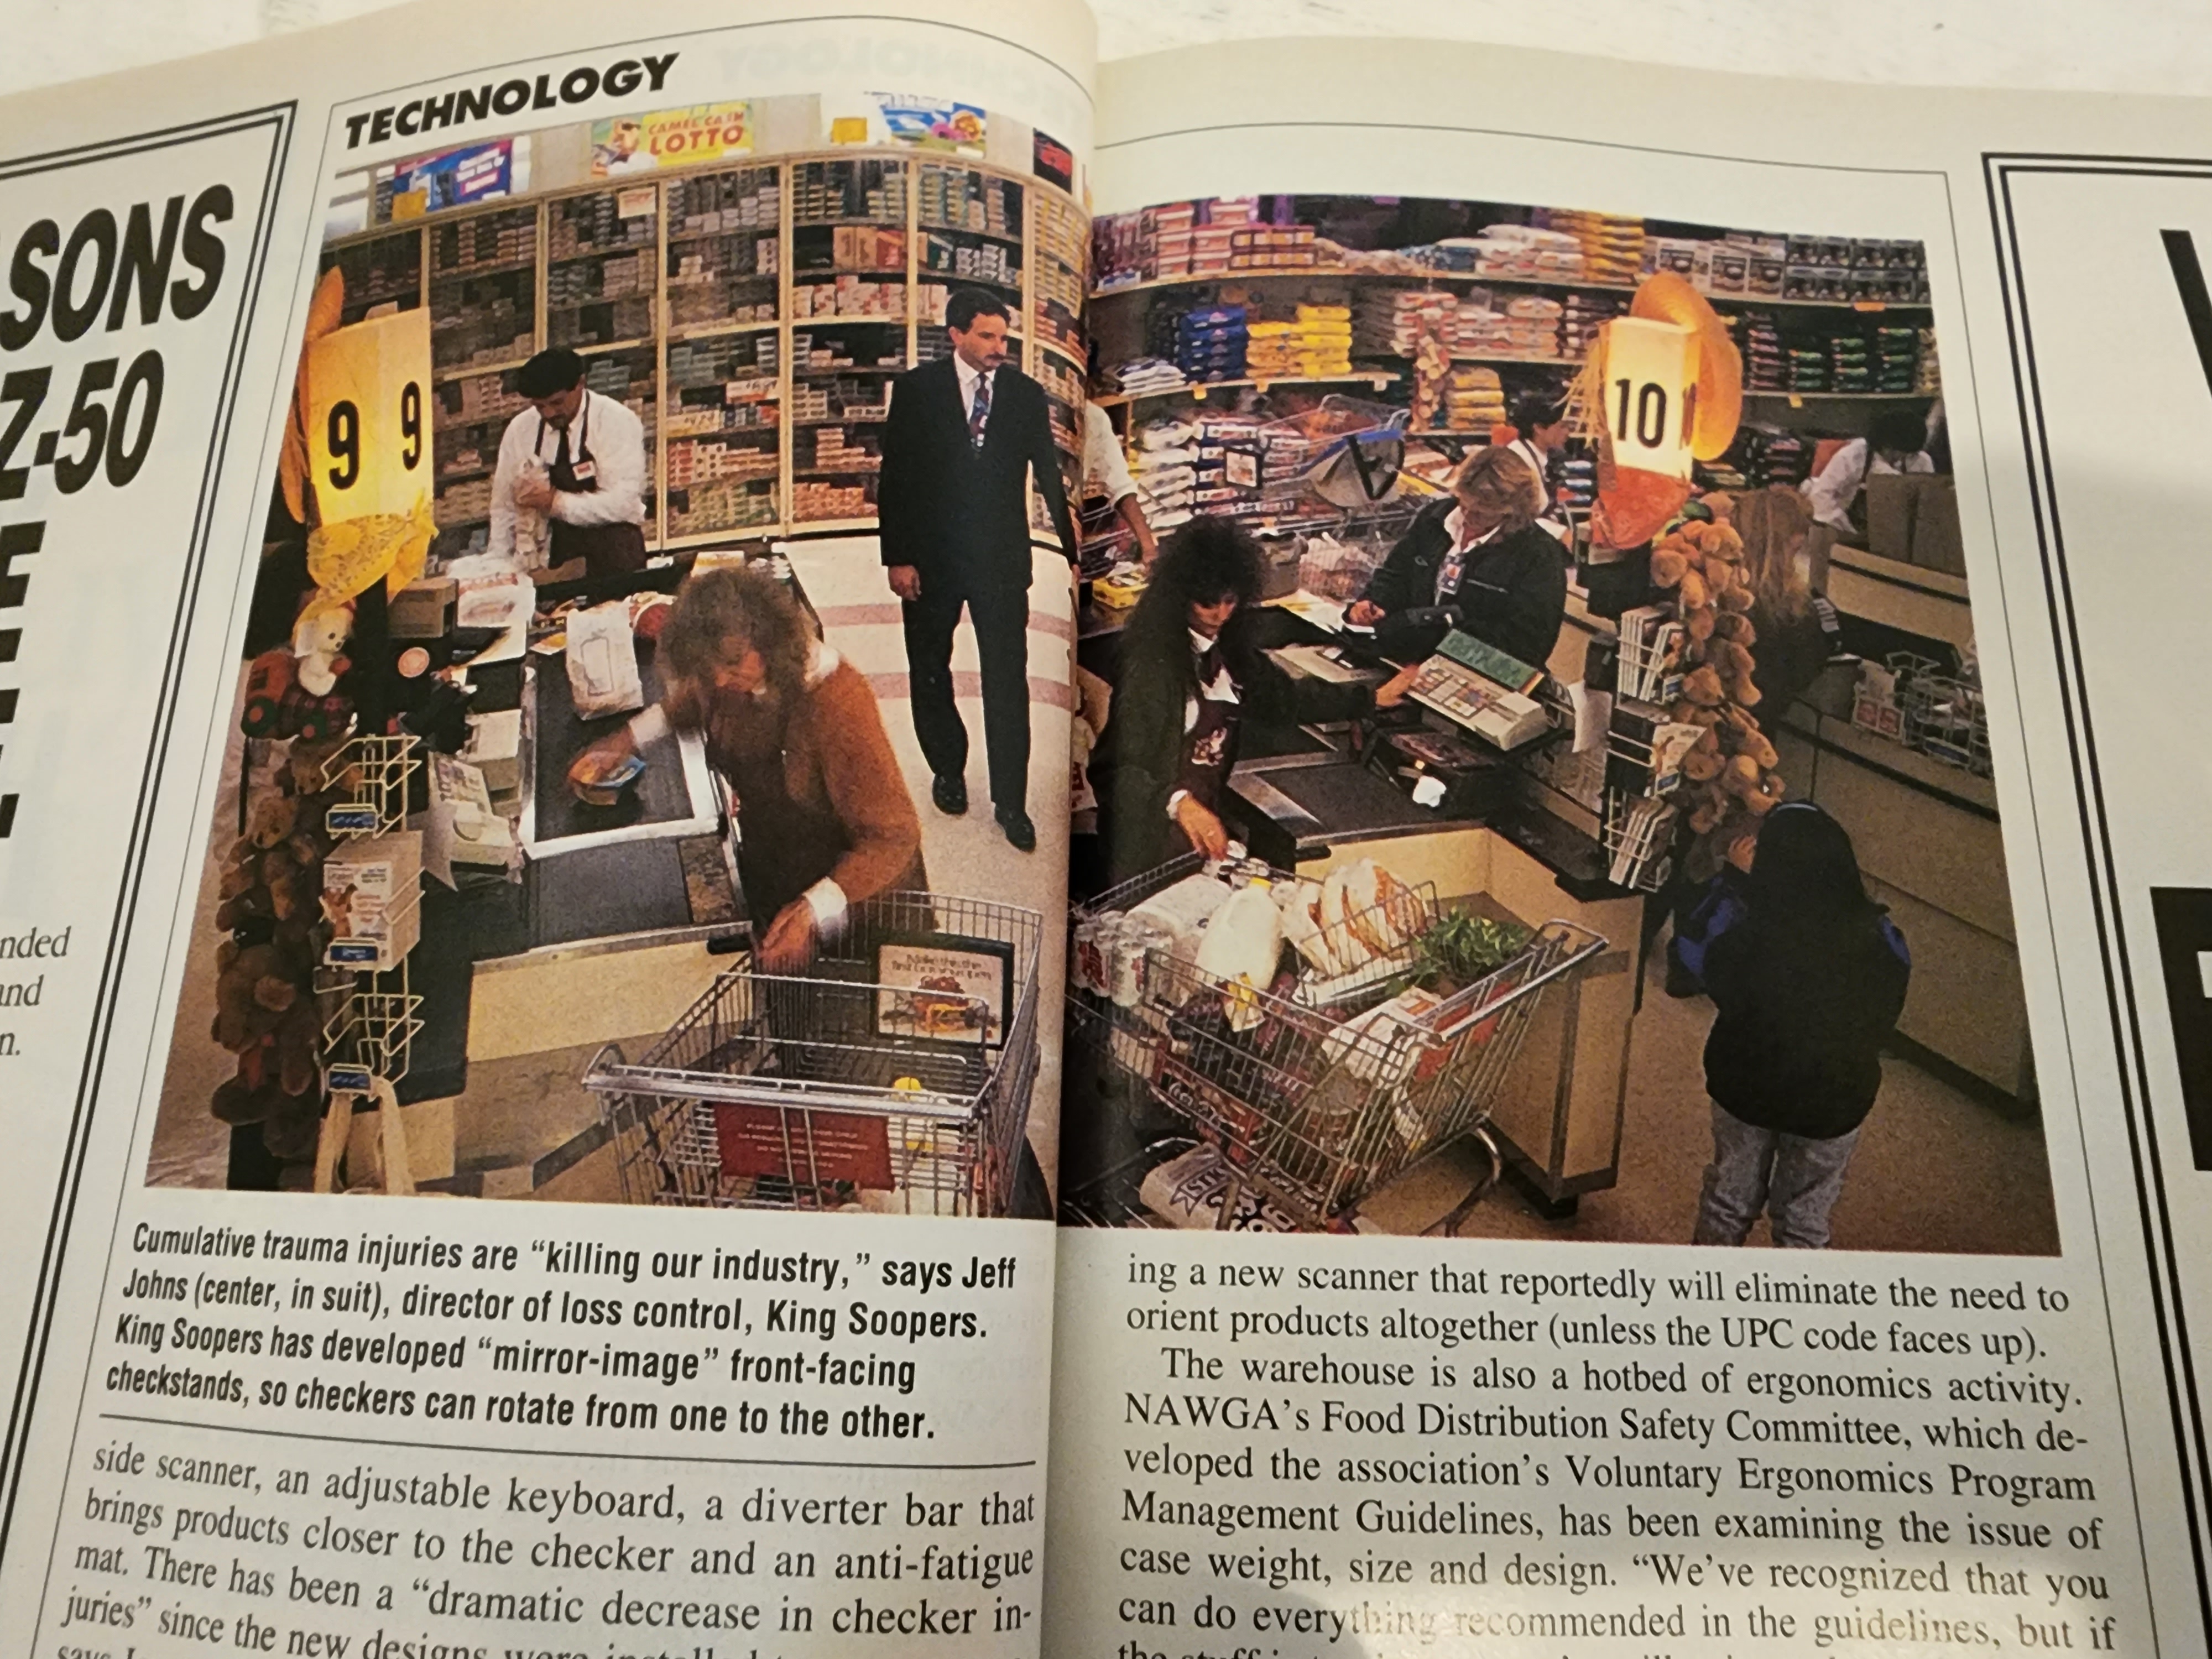 SONS
Z-50
nded
and
n.
TECHNOLOGY
CAMEL CASH
LOTTO
9 9
10
Cumulative trauma injuries are “killing our industry,” says Jeff
Johns (center, in suit), director of loss control, King Soopers.
King Soopers has developed “mirror-image” front-facing
checkstands, so checkers can rotate from one to the other.
side scanner, an adjustable keyboard, a diverter bar that
brings products closer to the checker and an anti-fatigue
mat. There has been a “dramatic decrease in checker in-
juries” since the new designs were installed
ing a new scanner that reportedly will eliminate the need to
orient products altogether (unless the UPC code faces up).
The warehouse is also a hotbed of ergonomics activity.
NAWGA’s Food Distribution Safety Committee, which de-
veloped the association’s Voluntary Ergonomics Program
Management Guidelines, has been examining the issue of
case weight, size and design. “We’ve recognized that you
can do everything recommended in the guidelines, but if
the stuff